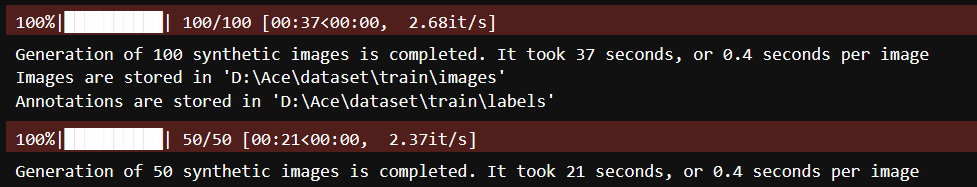 100%|██████████| 100/100 [00:37<00:00,  2.68it/s]
Generation of 100 synthetic images is completed. It took 37 seconds, or 0.4 seconds per image
Images are stored in 'D:\Ace\dataset\train\images'
Annotations are stored in 'D:\Ace\dataset\train\labels'
100%|██████████| 50/50 [00:21<00:00,  2.37it/s]
Generation of 50 synthetic images is completed. It took 21 seconds, or 0.4 seconds per image